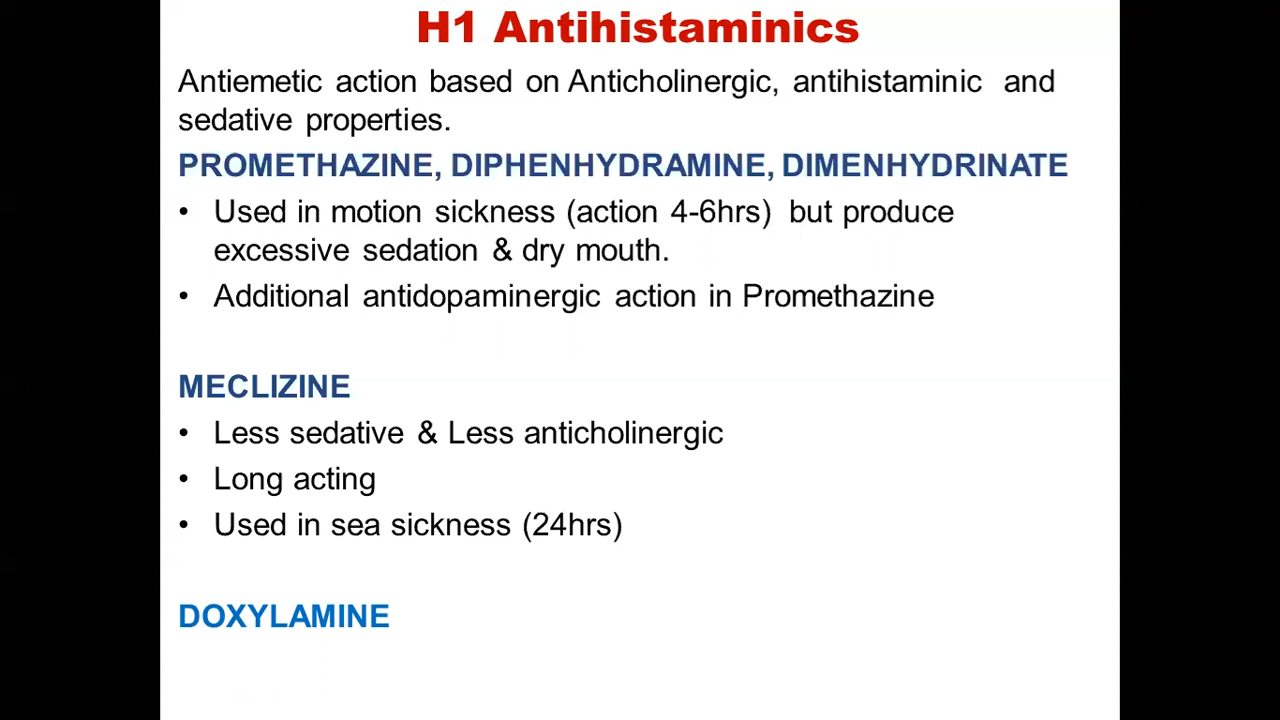 H1 Antihistaminics
Antiemetic action based on Anticholinergic, antihistaminic and
sedative properties.
PROMETHAZINE, DIPHENHYDRAMINE, DIMENHYDRINATE
• Used in motion sickness (action 4-6hrs) but produce
excessive sedation & dry mouth.
• Additional antidopaminergic action in Promethazine
MECLIZINE
• Less sedative & Less anticholinergic
• Long acting
• Used in sea sickness (24hrs)
DOXYLAMINE